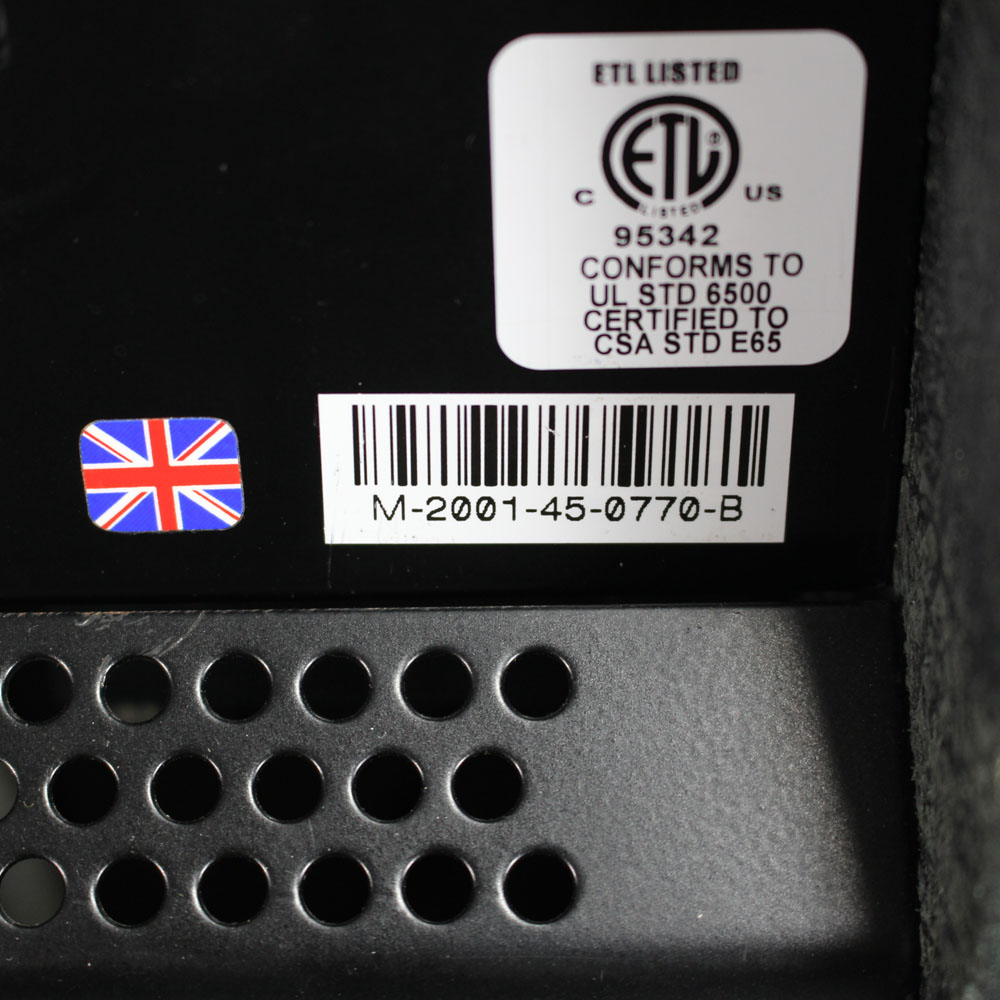 ETL LISTED
ETL®
LISTED
C US
95342
CONFORMS TO
UL STD 6500
CERTIFIED TO
CSA STD E65
M-2001-45-0770-B